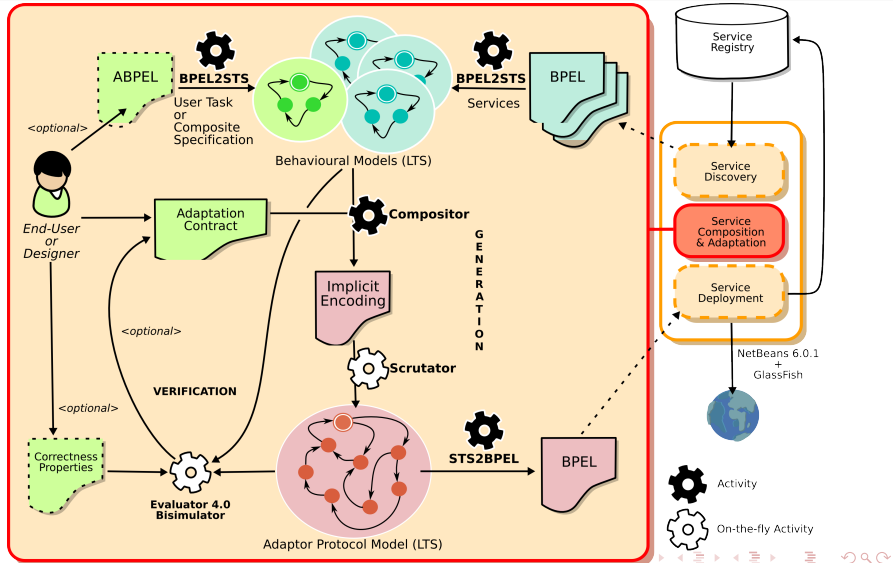 ABPEL
BPEL2STS
User Task
or
Composite
Specification
<optional>
BPEL2STS
Services
BPEL
Behavioural Models (LTS)
End-User
or
Designer
Adaptation
Contract
Compositor
GENERATION
Implicit
Encoding
Scrutator
<optional>
VERIFICATION
<optional>
Correctness
Properties
Evaluator 4.0
Bisimulator
STS2BPEL
BPEL
Adaptor Protocol Model (LTS)
Service
Registry
Service
Discovery
Service
Composition
& Adaptation
Service
Deployment
NetBeans 6.0.1
+
GlassFish
Activity
On-the-fly Activity